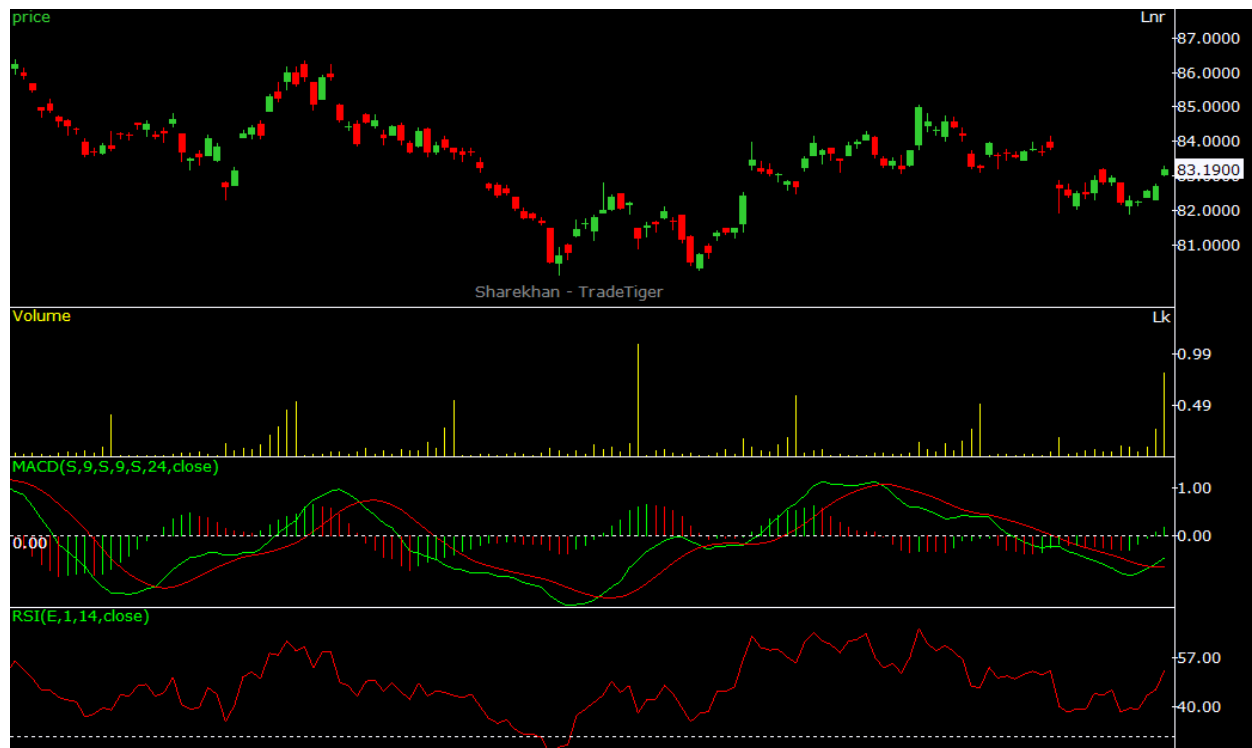 price
Lnr
87.0000
86.0000
85.0000
84.0000
83.1900
82.0000
81.0000
Sharekhan - TradeTiger
Volume
Lk
0.99
0.49
MACD(S,9,S,9,S,24,close)
1.00
0.00
0.00
RSI(E,1,14,close)
57.00
40.00